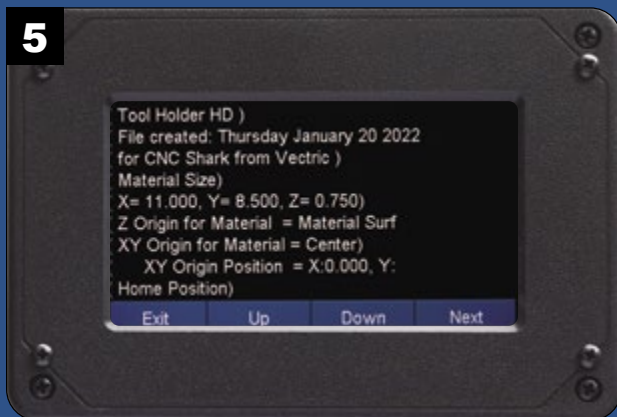 5
Tool Holder HD )
File created: Thursday January 20 2022
for CNC Shark from Vectric )
Material Size)
X= 11.000, Y= 8.500, Z= 0.750)
Z Origin for Material = Material Surf
XY Origin for Material = Center)
XY Origin Position = X:0.000, Y:
Home Position)
Exit Up Down Next